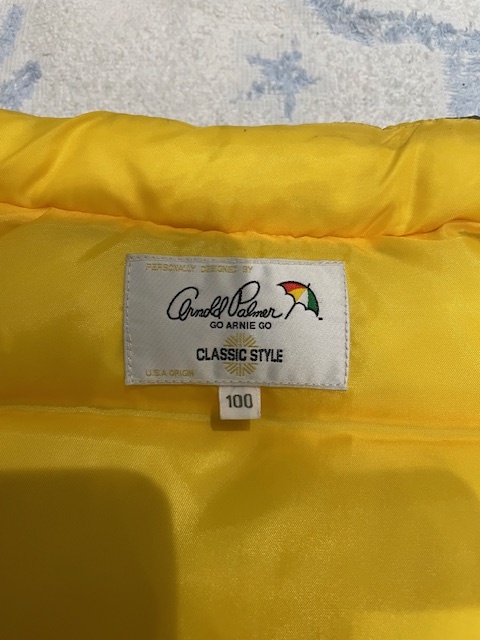 PERSONALLY DESIGNED BY
Arnold Palmer
GO ARNIE GO
CLASSIC STYLE
U.S.A ORIGIN
100